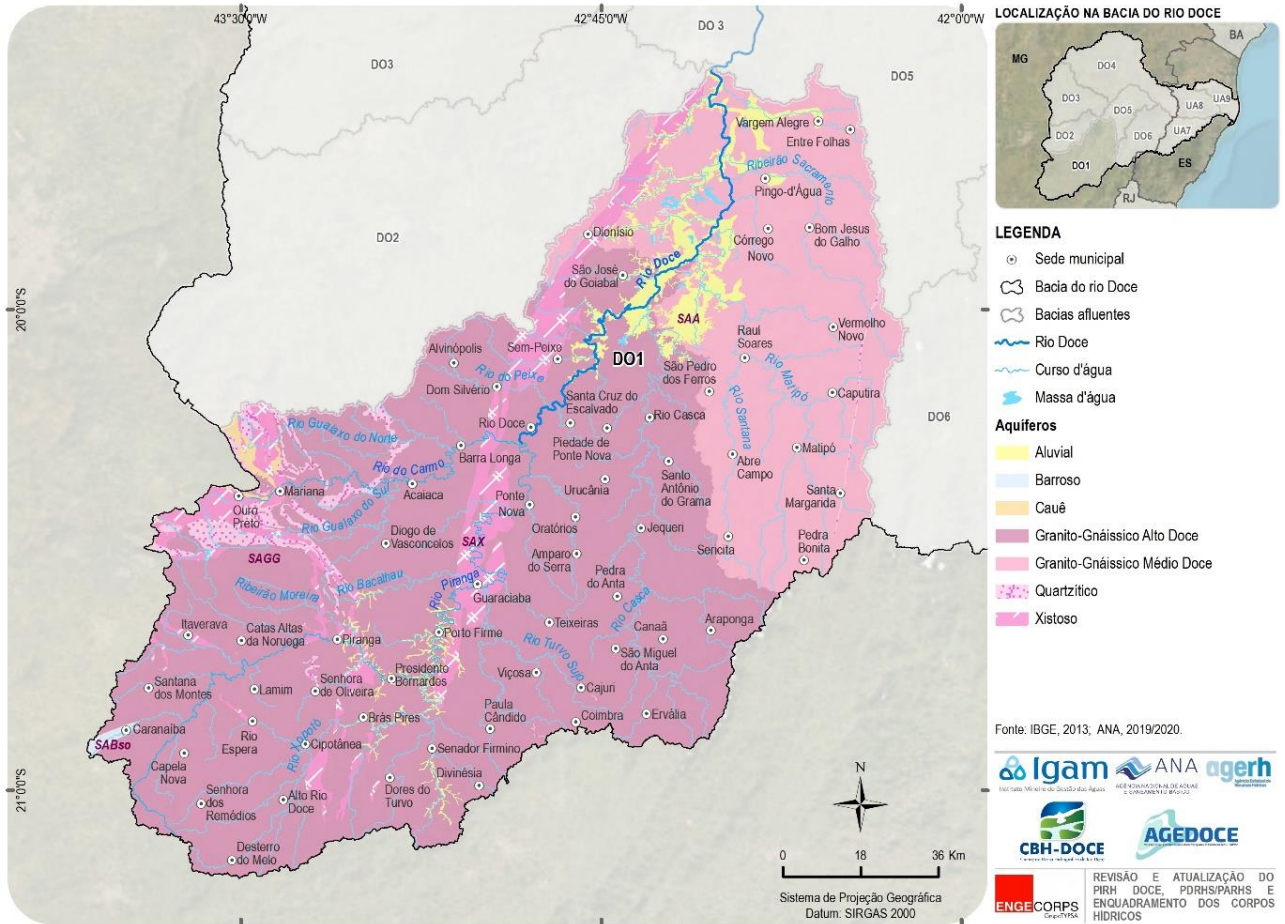 43°30'0"W
42°45'0"W
42°0'0"W
DO 3
DO3
DO5
DO2
DO6
20°0'0"S
21°0'0"S
Vargem Alegre
Entre Folhas
Ribeirão Sacramento
Pingo-d'Água
Dionísio
Córrego
Novo
Bom Jesus
do Galho
São José
do Goiabal
Rio Doce
SAA
DO1
Raul
Soares
Vermelho
Novo
Alvinópolis
Sem-Peixe
Rio do Peixe
Dom Silvério
São Pedro
dos Ferros
Rio Matipó
Caputira
Rio Santana
Santa Cruz do
Escalvado
Rio Casca
Rio Doce
Rio Gualaxo do Norte
Piedade de
Ponte Nova
Barra Longa
Rio do Carmo
Abre
Campo
Matipó
Mariana
Acaiaca
Santo
Antônio
do Grama
Urucânia
Santa
Margarida
Ouro
Preto
Rio Gualaxo do Sul
Ponte
Nova
Oratórios
Jequeri
Diogo de
Vasconcelos
SAX
SAGG
Amparo
do Serra
Sericita
Pedra
Bonita
Rio Bacalhau
Rio Piranga
Pedra
do Anta
Ribeirão Moreira
Guaraciaba
Rio Casca
Itaverava
Catas Altas
da Noruega
Piranga
Porto Firme
Teixeiras
Canaã
Araponga
São Miguel
do Anta
Rio Turvo Sujo
Santana
dos Montes
Lamim
Senhora
de Oliveira
Presidente
Bernardes
Viçosa
Cajuri
Caranaíba
SABso
Rio
Espera
Rio Xopotó
Brás Pires
Paula
Cândido
Coimbra
Ervália
Capela
Nova
Cipotânea
Senador Firmino
Divinésia
Senhora
dos
Remédios
Alto Rio
Doce
Dores do
Turvo
Desterro
do Melo
N
0 18 36 Km
Sistema de Projeção Geográfica
Datum: SIRGAS 2000
LOCALIZAÇÃO NA BACIA DO RIO DOCE
BA
MG
DO4
DO3
DO5
UA8
UA9
DO2
DO6
UA7
DO1
ES
RJ
LEGENDA
Sede municipal
Bacia do rio Doce
Bacias afluentes
Rio Doce
Curso d'água
Massa d'água
Aquíferos
Aluvial
Barroso
Cauê
Granito-Gnáissico Alto Doce
Granito-Gnáissico Médio Doce
Quartzítico
Xistoso
Fonte: IBGE, 2013; ANA, 2019/2020.
Igam
Instituto Mineiro de Gestão das Águas
ANA
AGÊNCIA NACIONAL DE ÁGUAS
E SANEAMENTO BÁSICO
agerh
CBH-DOCE
AGEDOCE
ENGECORPS
REVISÃO E ATUALIZAÇÃO DO
PIRH DOCE, PDRHS/PARHS E
ENQUADRAMENTO DOS CORPOS
HÍDRICOS